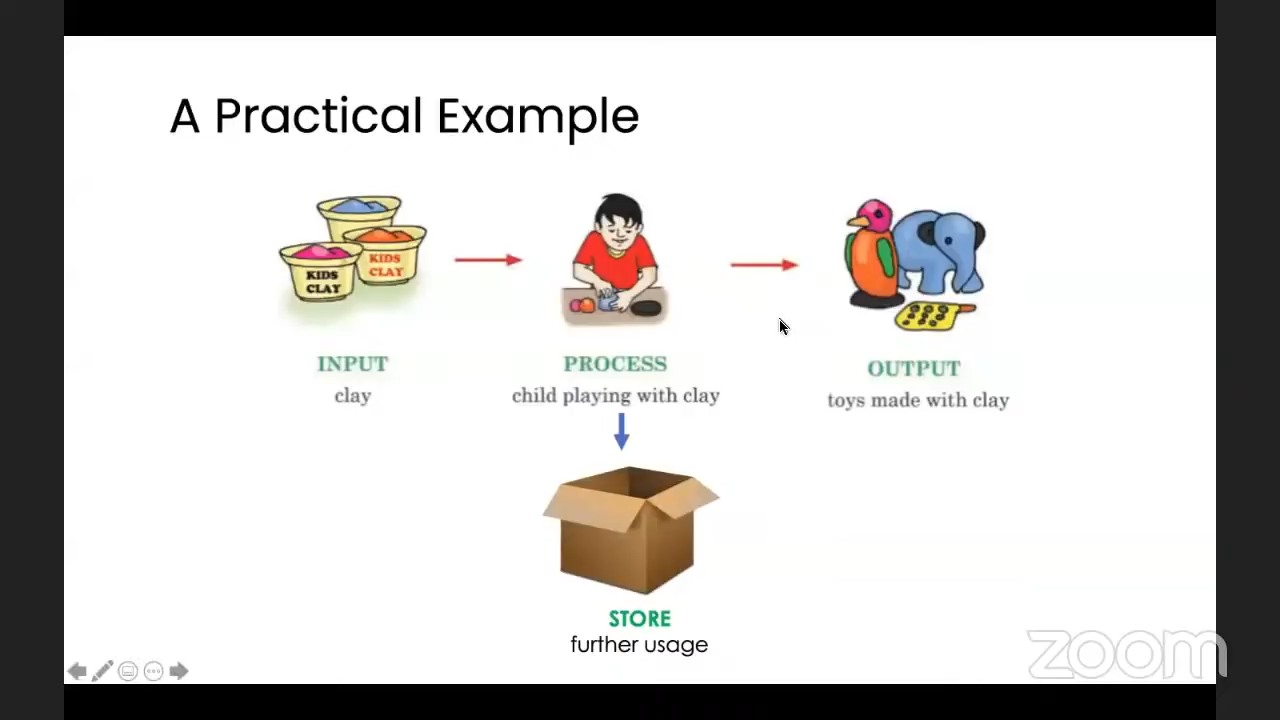 A Practical Example
KIDS
CLAY
KIDS
CLAY
INPUT
clay
PROCESS
child playing with clay
OUTPUT
toys made with clay
STORE
further usage
zoom